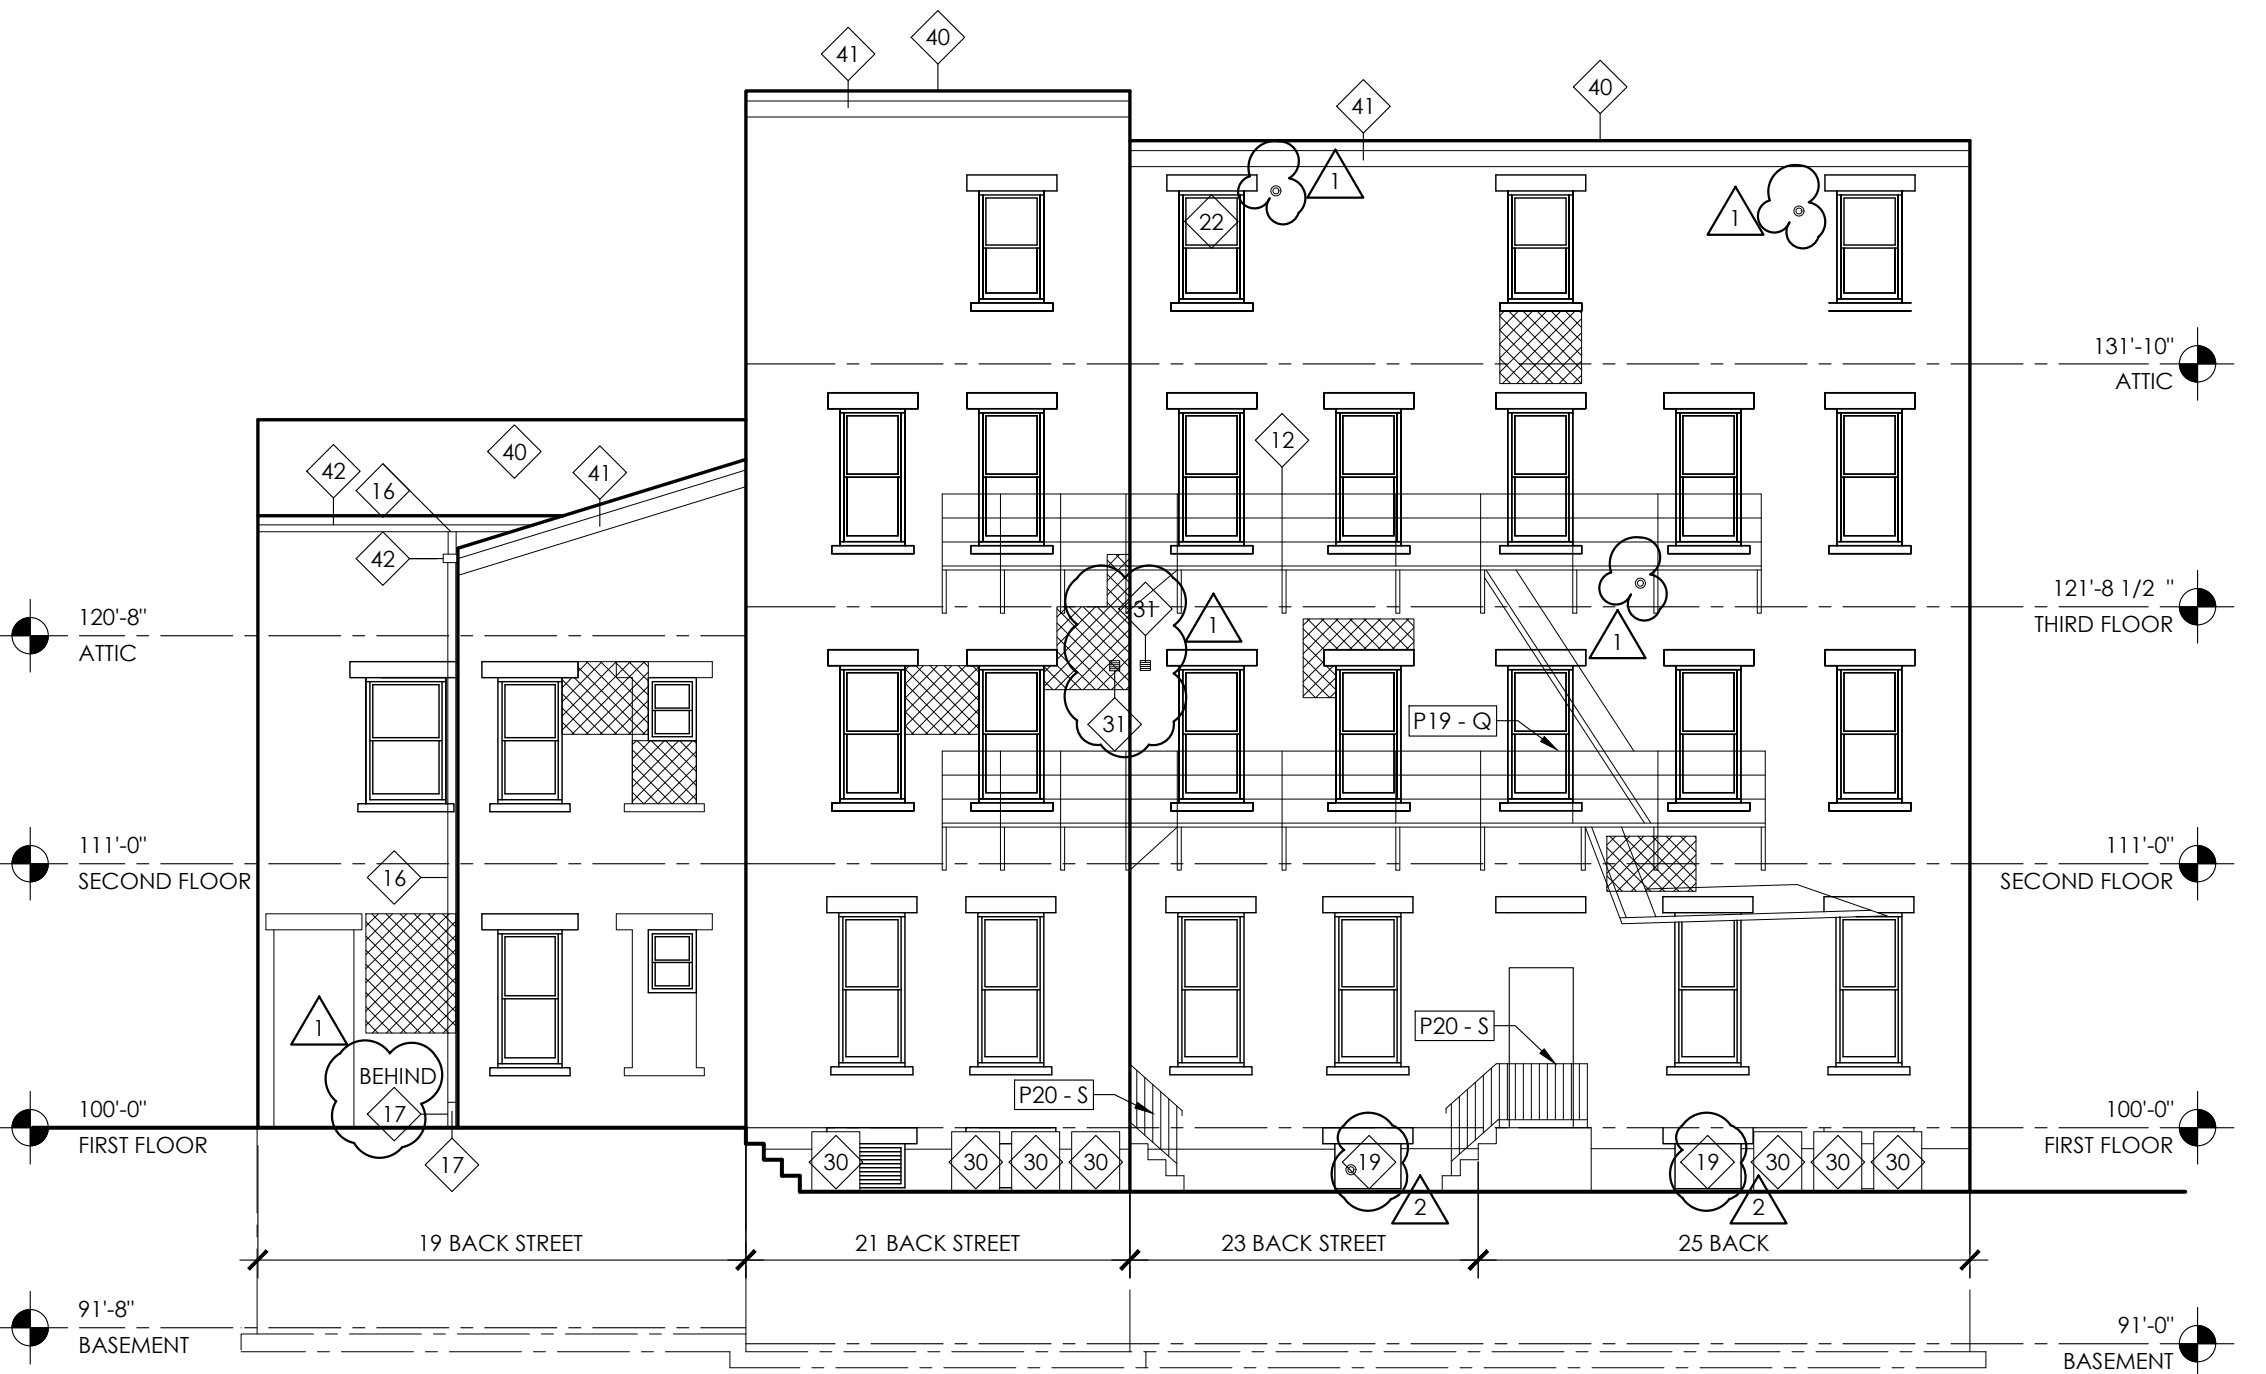 40
41
40
41
1
1
22
131'-10"
ATTIC
12
40
42
41
16
42
120'-8"
ATTIC
31
1
1
121'-8 1/2 "
THIRD FLOOR
P19 - Q
31
111'-0"
SECOND FLOOR
16
111'-0"
SECOND FLOOR
1
P20 - S
BEHIND
P20 - S
100'-0"
FIRST FLOOR
17
17
100'-0"
FIRST FLOOR
30
30
30
30
19
19
30
30
30
2
2
19 BACK STREET
21 BACK STREET
23 BACK STREET
25 BACK
91'-8"
BASEMENT
91'-0"
BASEMENT